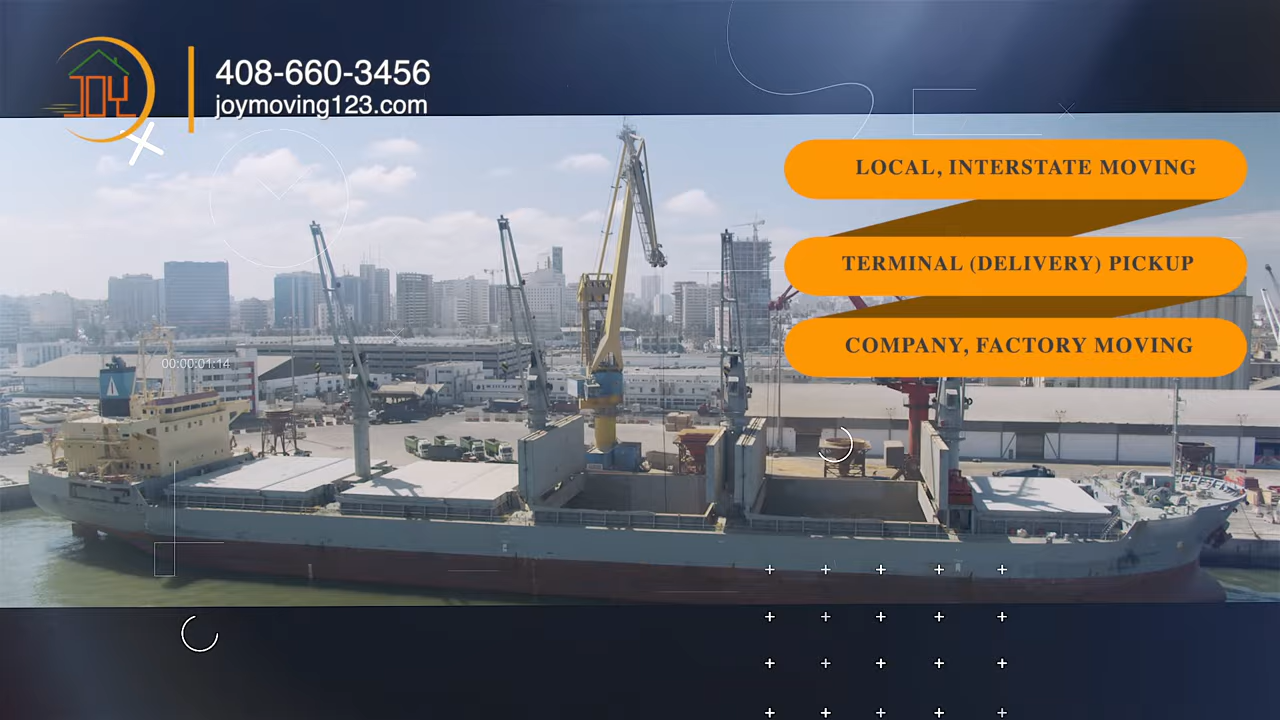 JOY
408-660-3456
joymoving123.com
LOCAL, INTERSTATE MOVING
TERMINAL (DELIVERY) PICKUP
COMPANY, FACTORY MOVING
00:00:01:14